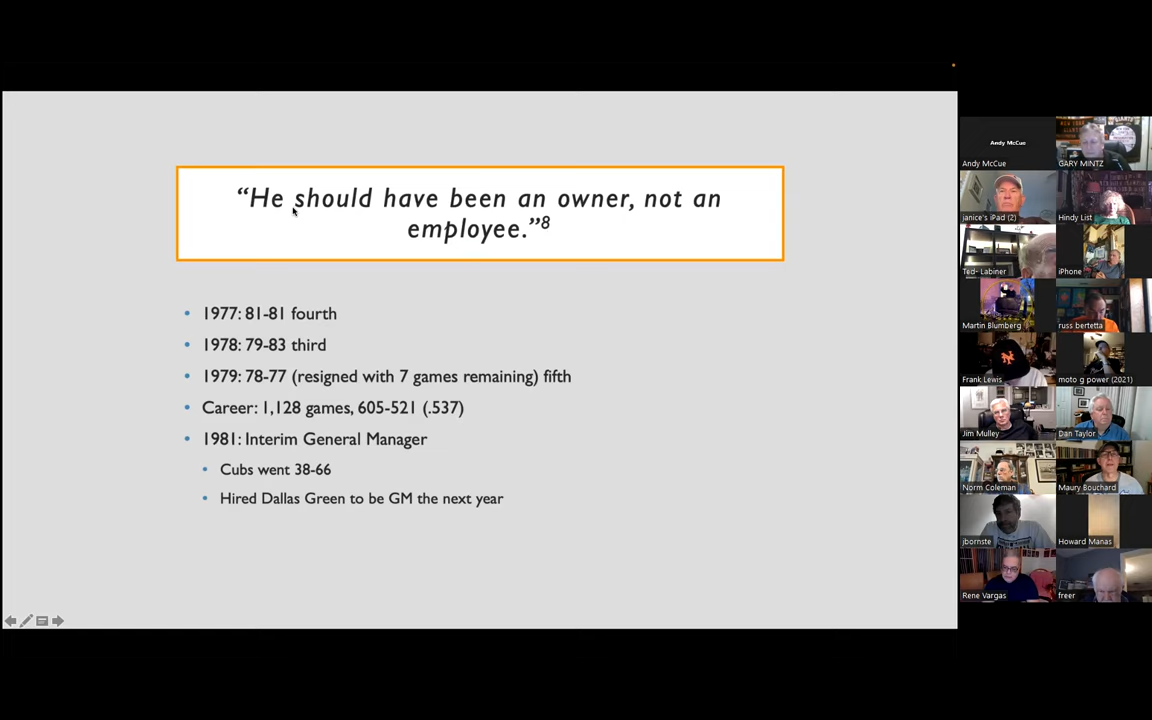 “He should have been an owner, not an
employee.”8
• 1977: 81-81 fourth
• 1978: 79-83 third
• 1979: 78-77 (resigned with 7 games remaining) fifth
• Career: 1,128 games, 605-521 (.537)
• 1981: Interim General Manager
• Cubs went 38-66
• Hired Dallas Green to be GM the next year
Andy McCue
Andy McCue
GARY MINTZ
janice's iPad (2)
Hindy List
Ted- Labiner
iPhone
Martin Blumberg
russ bertetta
Frank Lewis
moto g power (2021)
Jim Mulley
Dan Taylor
Norm Coleman
Maury Bouchard
jbornste
Howard Manas
Rene Vargas
freer